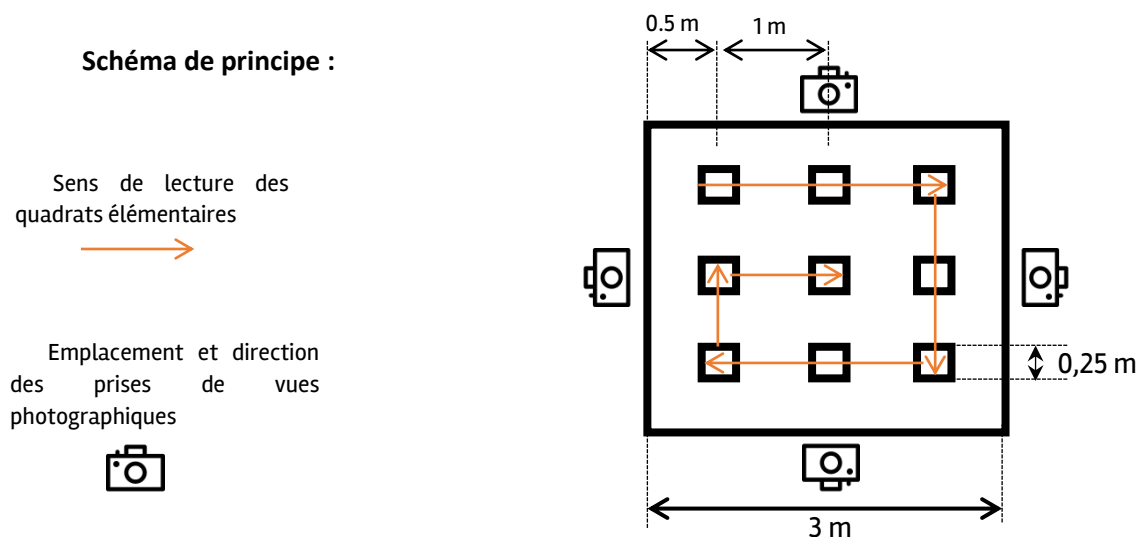 Schéma de principe :
Sens de lecture des
quadrats élémentaires
Emplacement et direction
des prises de vues
photographiques
0.5 m
1 m
0,25 m
3 m